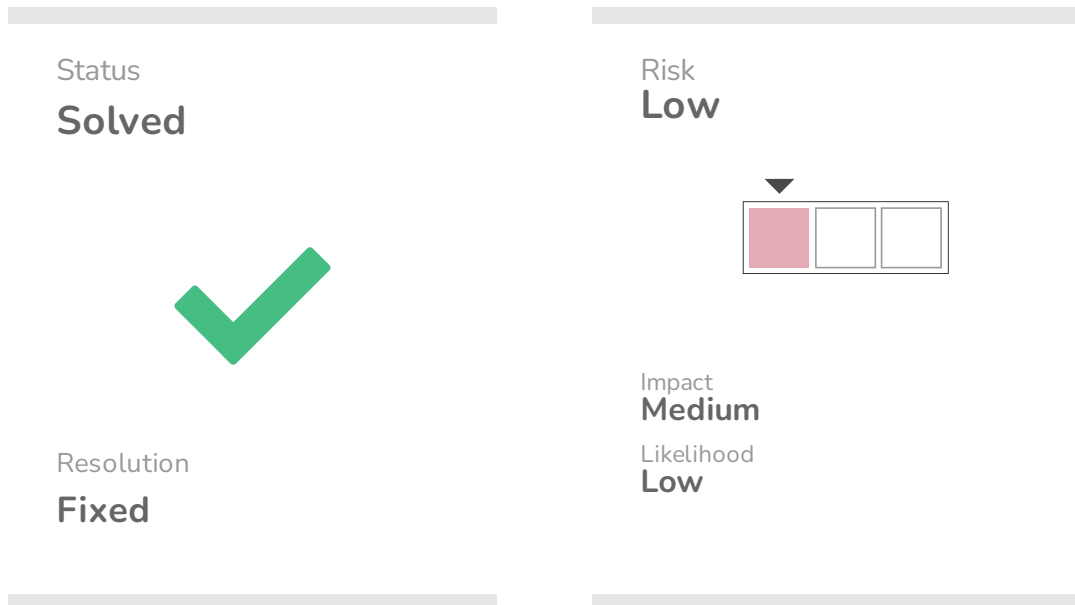 Status
Solved
Resolution
Fixed
Risk
Low
Impact
Medium
Likelihood
Low